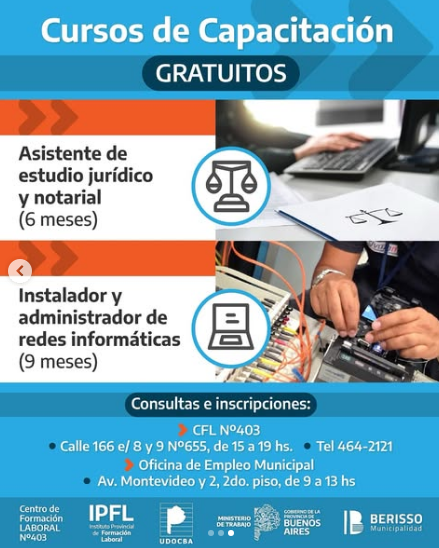 Cursos de Capacitación
GRATUITOS
Asistente de
estudio jurídico
y notarial
(6 meses)
Instalador y
administrador de
redes informáticas
(9 meses)
Consultas e inscripciones:
CFL Nº403
• Calle 166 e/ 8 y 9 Nº655, de 15 a 19 hs. • Tel 464-2121
Oficina de Empleo Municipal
• Av. Montevideo y 2, 2do. piso, de 9 a 13 hs
Centro de
Formación
LABORAL
Nº403
IPFL
Instituto Provincial
de Formación
Laboral
UDOCBA
MINISTERIO
DE TRABAJO
GOBIERNO DE LA
PROVINCIA DE
BUENOS
AIRES
BERISSO
Municipalidad